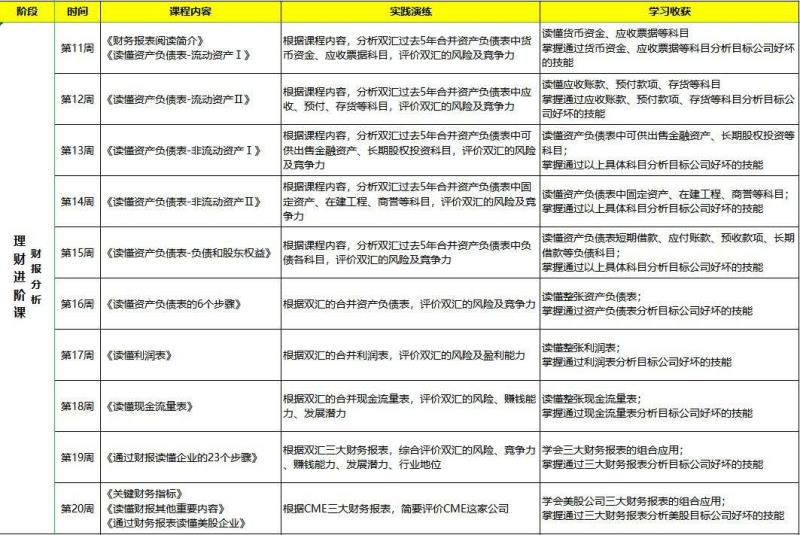 阶段 时间 课程内容 实践演练 学习收获
理财进阶课
财报分析
第11周
《财务报表阅读简介》
《读懂资产负债表-流动资产Ⅰ》
根据课程内容，分析双汇过去5年合并资产负债表中货
币资金、应收票据科目，评价双汇的风险及竞争力
读懂货币资金、应收票据等科目
掌握通过货币资金、应收票据等科目分析目标公司好坏
的技能
第12周
《读懂资产负债表-流动资产Ⅱ》
根据课程内容，分析双汇过去5年合并资产负债表中应
收、预付、存货等科目，评价双汇的风险及竞争力
读懂应收账款、预付款项、存货等科目
掌握通过应收账款、预付款项、存货等科目分析目标公
司好坏的技能
第13周
《读懂资产负债表-非流动资产Ⅰ》
根据课程内容，分析双汇过去5年合并资产负债表中可
供出售金融资产、长期股权投资科目，评价双汇的风险
及竞争力
读懂资产负债表中可供出售金融资产、长期股权投资等
科目；
掌握通过以上具体科目分析目标公司好坏的技能
第14周
《读懂资产负债表-非流动资产Ⅱ》
根据课程内容，分析双汇过去5年合并资产负债表中固
定资产、在建工程、商誉等科目，评价双汇的风险及竞
争力
读懂资产负债表中固定资产、在建工程、商誉等科目；
掌握通过以上具体科目分析目标公司好坏的技能
第15周
《读懂资产负债表-负债和股东权益》
根据课程内容，分析双汇过去5年合并资产负债表中负
债各科目，评价双汇的风险及竞争力
读懂资产负债表短期借款、应付账款、预收款项、长期
借款等负债科目；
掌握通过以上具体科目分析目标公司好坏的技能
第16周
《读懂资产负债表的6个步骤》
根据双汇的合并资产负债表，评价双汇的风险及竞争力
读懂整张资产负债表；
掌握通过资产负债表分析目标公司好坏的技能
第17周
《读懂利润表》
根据双汇的合并利润表，评价双汇的风险及盈利能力
读懂整张利润表；
掌握通过利润表分析目标公司好坏的技能
第18周
《读懂现金流量表》
根据双汇的合并现金流量表，评价双汇的风险、赚钱能
力、发展潜力
读懂整张现金流量表；
掌握通过现金流量表分析目标公司好坏的技能
第19周
《通过财报读懂企业的23个步骤》
根据双汇三大财务报表，综合评价双汇的风险、竞争力
、赚钱能力、发展潜力、行业地位
学会三大财务报表的组合应用；
掌握通过三大财务报表分析目标公司好坏的技能
第20周
《关键财务指标》
《读懂财报其他重要内容》
《通过财务报表读懂美股企业》
根据CME三大财务报表，简要评价CME这家公司
学会美股公司三大财务报表的组合应用；
掌握通过三大财务报表分析美股目标公司好坏的技能